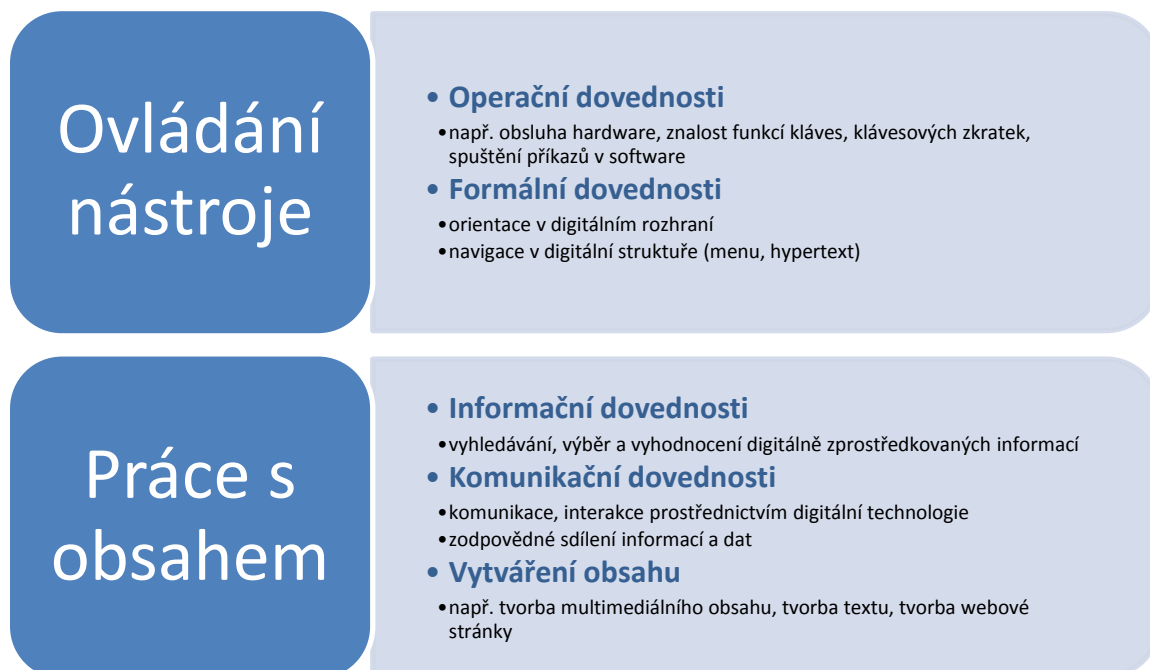 Ovládání
nástroje
• Operační dovednosti
•např. obsluha hardware, znalost funkcí kláves, klávesových zkratek,
spuštění příkazů v software
• Formální dovednosti
•orientace v digitálním rozhraní
•navigace v digitální struktuře (menu, hypertext)
Práce s
obsahem
• Informační dovednosti
•vyhledávání, výběr a vyhodnocení digitálně zprostředkovaných informací
• Komunikační dovednosti
•komunikace, interakce prostřednictvím digitální technologie
•zodpovědné sdílení informací a dat
• Vytváření obsahu
•např. tvorba multimediálního obsahu, tvorba textu, tvorba webové
stránky